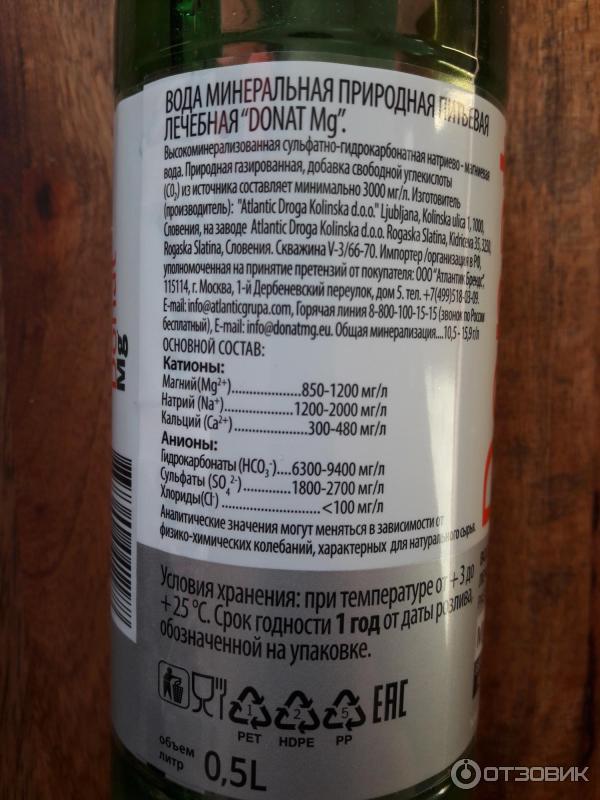 ВОДА МИНЕРАЛЬНАЯ ПРИРОДНАЯ ПИТЬЕВАЯ
ЛЕЧЕБНАЯ "DONAT Mg".
Высокоминерализованная сульфатно-гидрокарбонатная натриево - магниевая
вода. Природная газированная, добавка свободной углекислоты
(CO₂) из источника составляет минимально 3000 мг/л. Изготовитель
(производитель): "Atlantic Droga Kolinska d.o.o." Ljubljana, Kolinska ulica 1, 1000,
Словения, на заводе Atlantic Droga Kolinska d.o.o. Rogaska Slatina, Kidriceva 35, 3250,
Rogaska Slatina, Словения. Скважина V-3/66-70. Импортер /организация в РФ,
уполномоченная на принятие претензий от покупателя: ООО "Атлантик Брендс",
115114, г. Москва, 1-й Дербеневский переулок, дом 5. тел. +7(499)518-03-09.
E-mail: info@atlanticgrupa.com, Горячая линия 8-800-100-15-15 (звонок по России
бесплатный), E-mail: info@donatmg.eu. Общая минерализация....10,5 - 15,9 г/л
ОСНОВНОЙ СОСТАВ:
Катионы:
Магний(Mg²⁺)..................850-1200 мг/л
Натрий (Na⁺)..................1200-2000 мг/л
Кальций (Ca²⁺)..................300-480 мг/л
Анионы:
Гидрокарбонаты (HCO₃⁻)....6300-9400 мг/л
Сульфаты (SO₄²⁻)..............1800-2700 мг/л
Хлориды(Cl⁻) ........................<100 мг/л
Аналитические значения могут меняться в зависимости от
физико-химических колебаний, характерных для натурального сырья.
Условия хранения: при температуре от + 3 до
+ 25 °C. Срок годности 1 год от даты розлива,
обозначенной на упаковке.
1 2 5 EAC
PET HDPE PP
объем
литр 0,5L
Mg
ОТЗОВИК